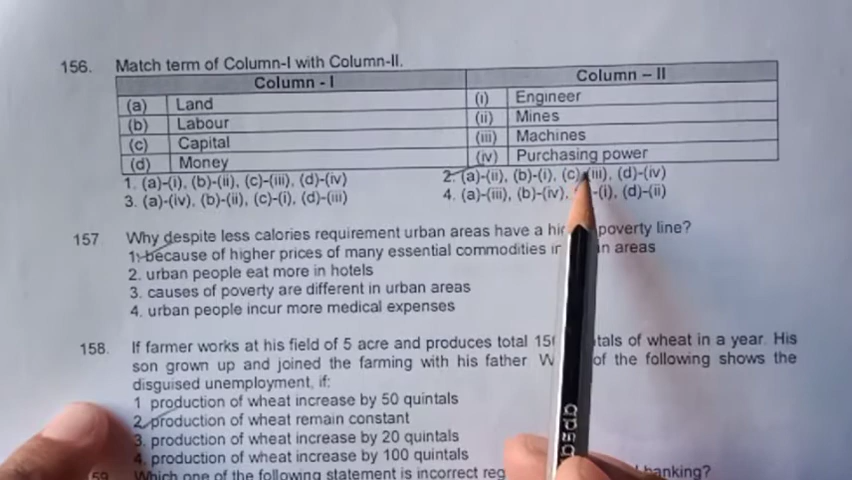 156. Match term of Column-I with Column-II.
Column - I Column – II
(a) Land (i) Engineer
(b) Labour (ii) Mines
(c) Capital (iii) Machines
(d) Money (iv) Purchasing power
1. (a)-(i), (b)-(ii), (c)-(iii), (d)-(iv) 2. (a)-(ii), (b)-(i), (c)-(iii), (d)-(iv)
3. (a)-(iv), (b)-(ii), (c)-(i), (d)-(iii) 4. (a)-(iii), (b)-(iv), -(i), (d)-(ii)
157 Why despite less calories requirement urban areas have a poverty line?
1. because of higher prices of many essential commodities areas
2. urban people eat more in hotels
3. causes of poverty are different in urban areas
4. urban people incur more medical expenses
158. If farmer works at his field of 5 acre and produces total of wheat in a year. His
son grown up and joined the farming with his father of the following shows the
disguised unemployment, if:
1 production of wheat increase by 50 quintals
2. production of wheat remain constant
3. production of wheat increase by 20 quintals
4. production of wheat increase by 100 quintals
59 Which one of the following statement is incorrect banking?
apsa